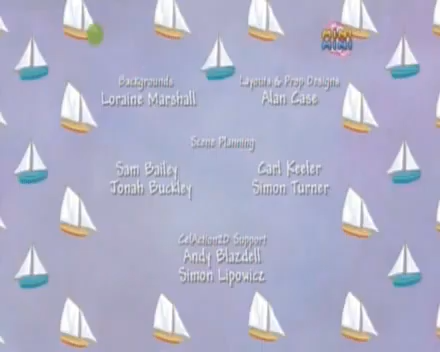 mini
Backgrounds
Loraine Marshall
Layouts & Prop Designs
Alan Case
Scene Planning
Sam Bailey
Jonah Buckley
Carl Keeler
Simon Turner
CelAction2D Support
Andy Blazdell
Simon Lipowicz